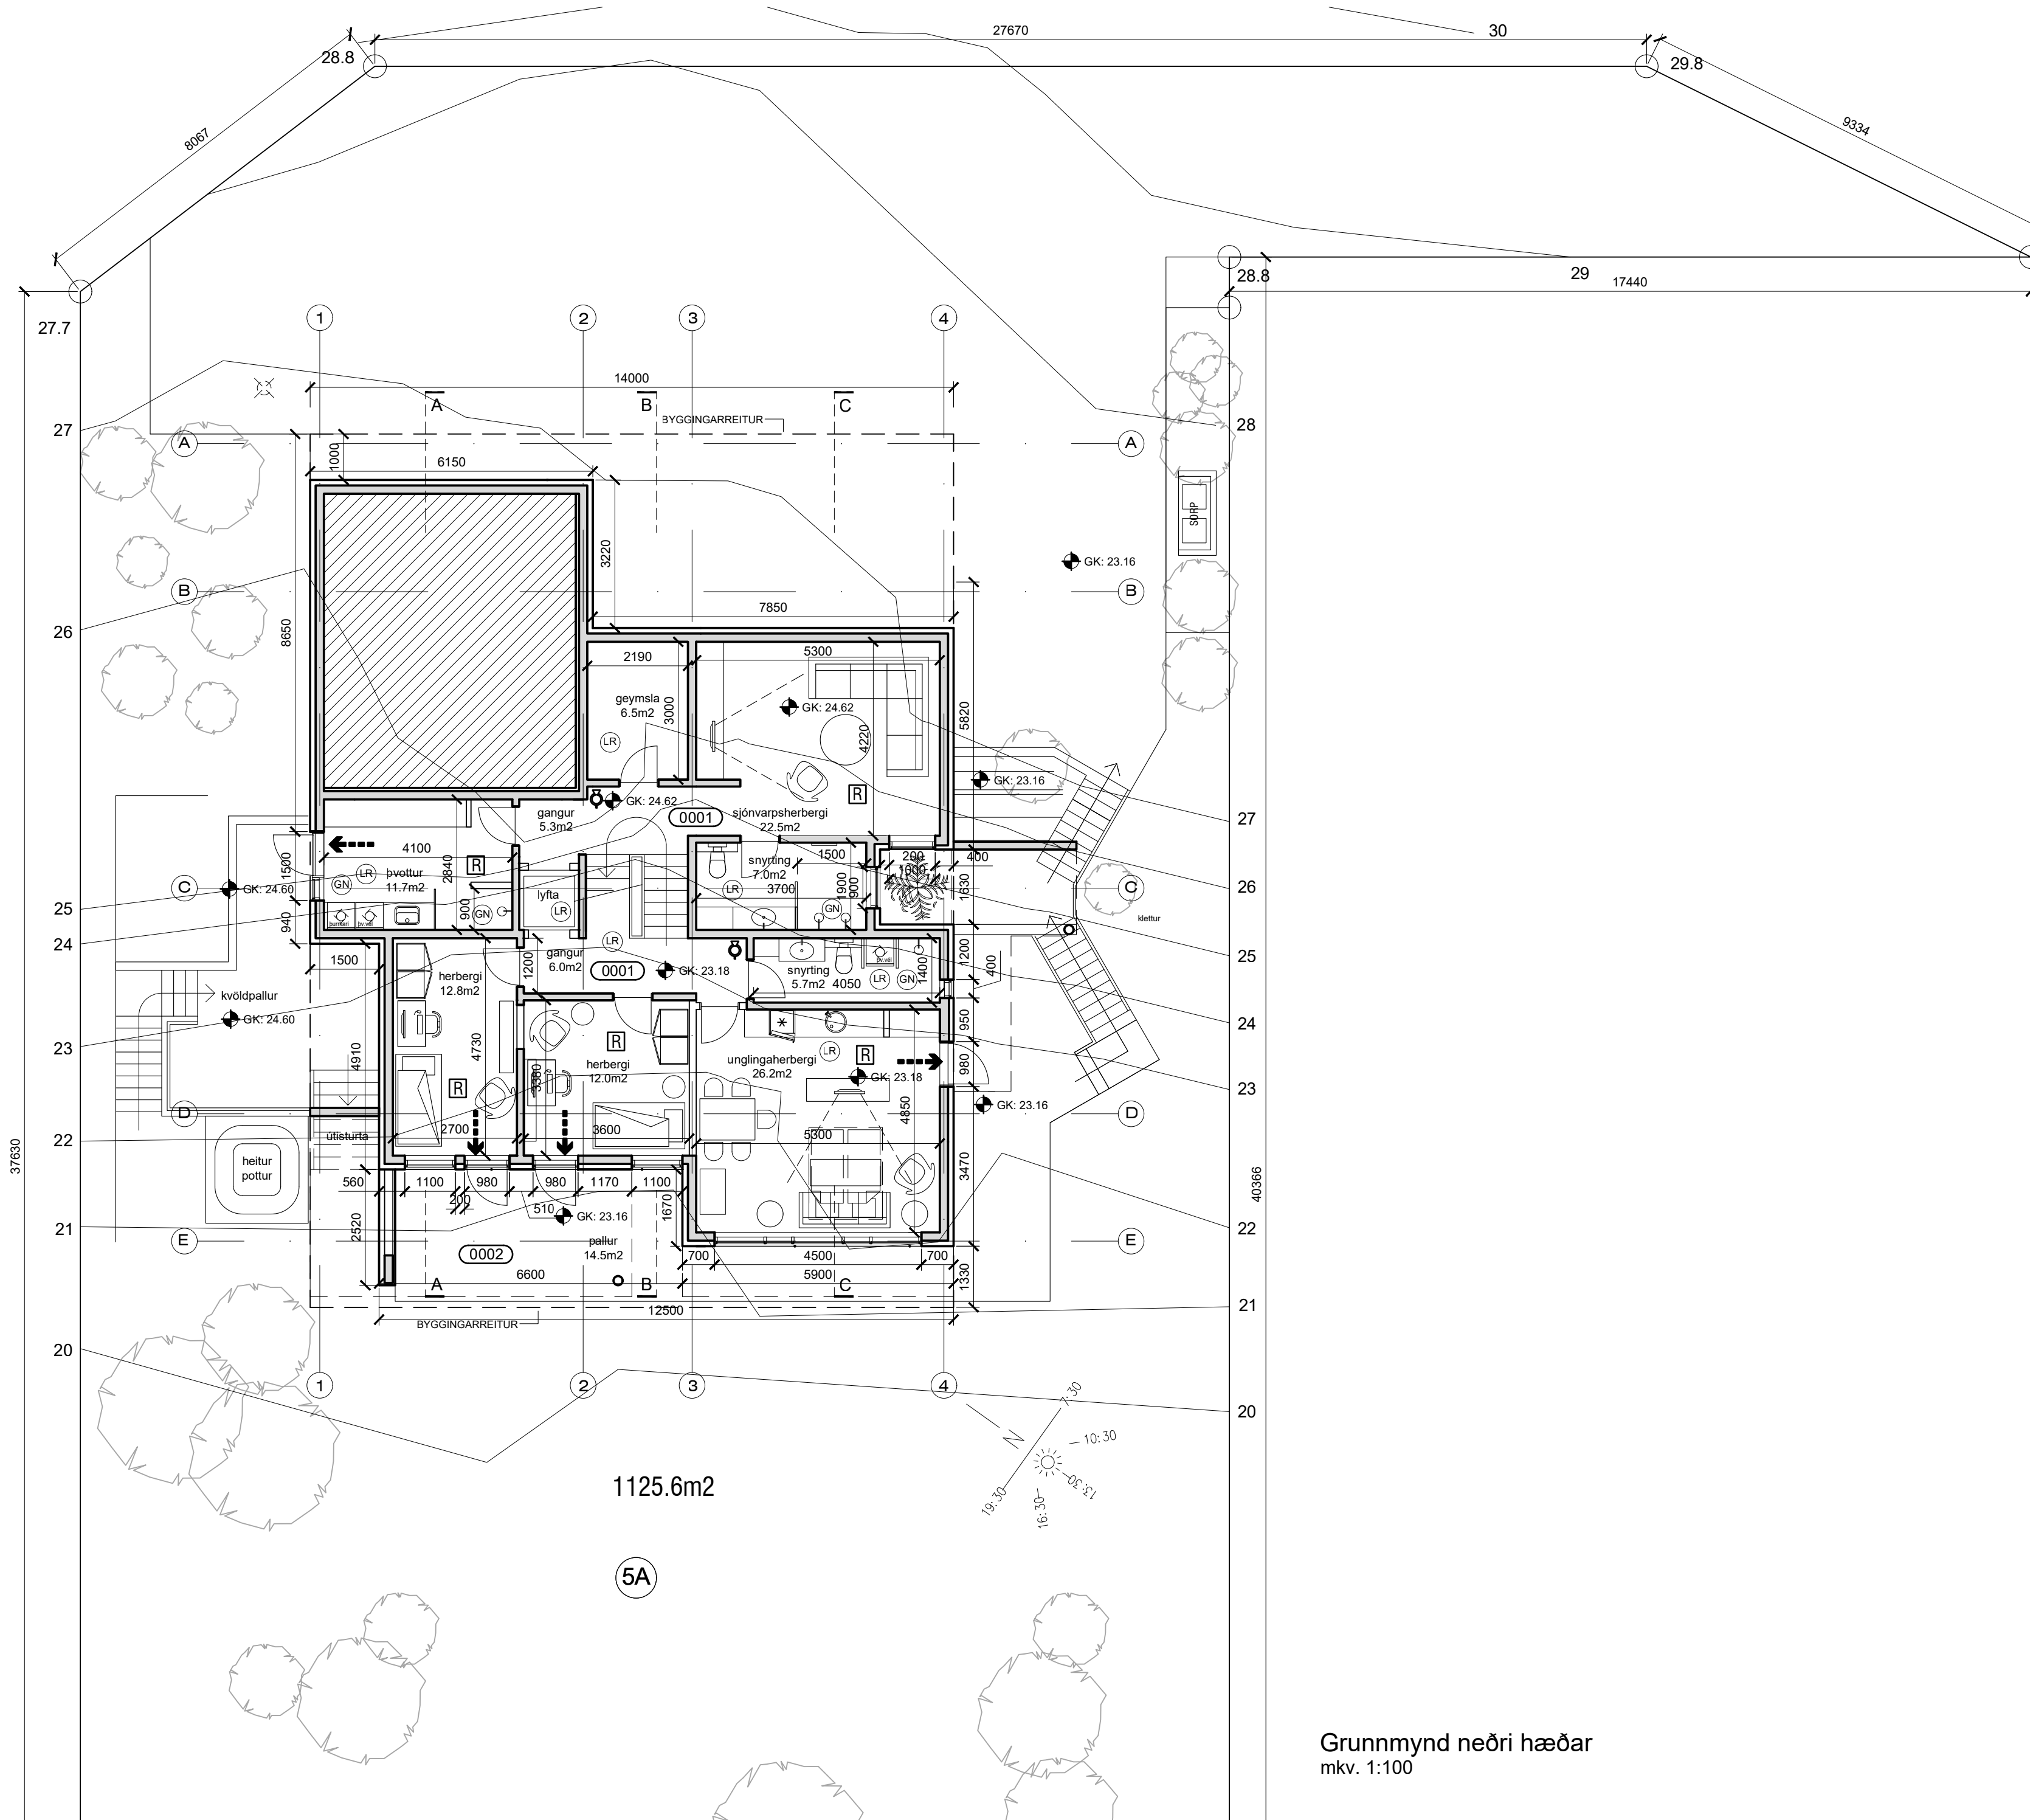 27670
30
28.8
29.8
8067
9334
28.8
29
17440
27.7
1
2
3
4
14000
A
B
C
BYGGINGARREITUR
27
28
A
A
1000
6150
SORP
3220
GK: 23.16
B
B
7850
26
8650
2190
5300
geymsla
6.5m2
3000
GK: 24.62
5820
4220
LR
GK: 23.16
R
GK: 24.62
gangur
5.3m2
0001
sjónvarpsherbergi
22.5m2
27
4100
1500
2840
R
LR
GN
þvottur
11.7m2
snyrting
7.0m2
1500
200
1000
400
C
GK: 24.60
lyfta
LR
GN
900
LR
3700
1900
900
GN
1630
C
26
25
940
þurrkari
þv.vél
klettur
24
LR
gangur
6.0m2
1200
0001
GK: 23.18
snyrting
5.7m2
4050
þv.vél
LR
GN
1400
1200
400
25
1500
herbergi
12.8m2
kvöldpallur
GK: 24.60
4910
4730
950
24
23
R
herbergi
12.0m2
3380
R
unglingaherbergi
26.2m2
LR
R
GK: 23.18
980
23
GK: 23.16
D
D
4850
22
útisturta
2700
3600
5300
3470
heitur
pottur
560
1100
980
980
1170
1100
200
510
1670
2520
GK: 23.16
22
21
E
E
0002
pallur
14.5m2
700
4500
700
6600
5900
1330
A
B
C
12500
BYGGINGARREITUR
21
37630
40366
20
1
2
3
4
20
N
7:30
10:30
13:30
16:30
19:30
1125.6m2
5A
Grunnmynd neðri hæðar
mkv. 1:100